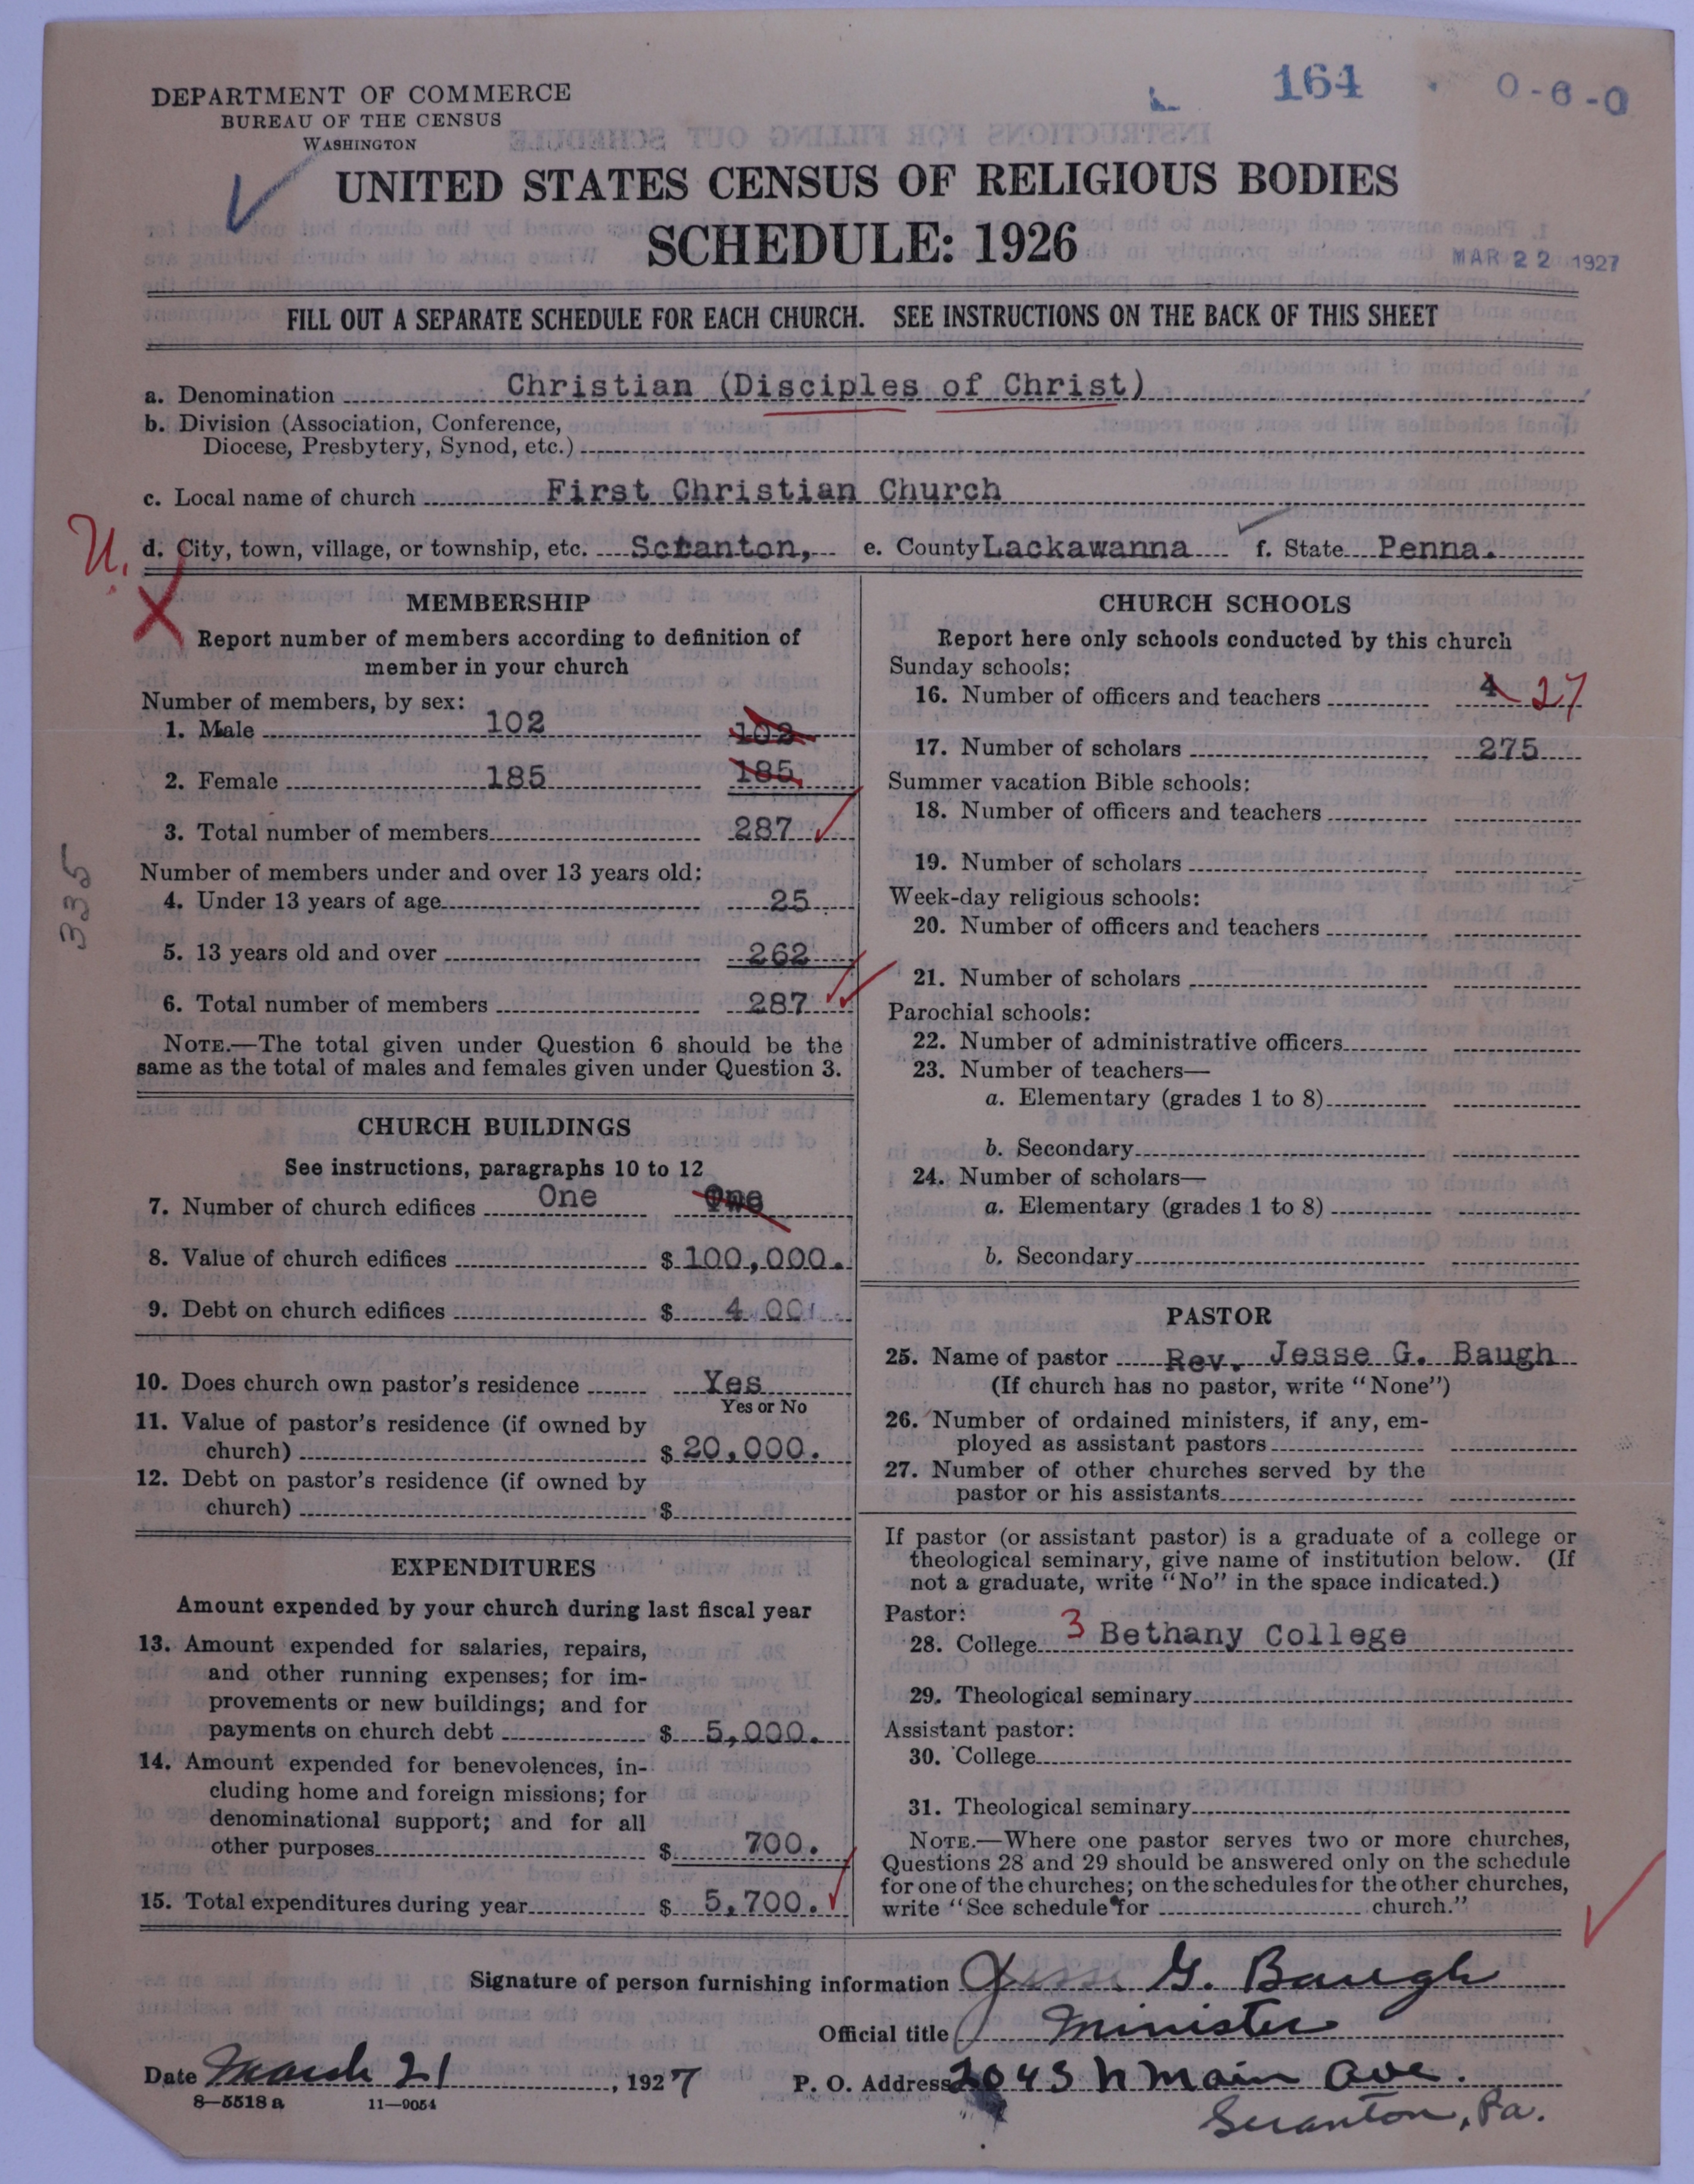 164 0-6-0
DEPARTMENT OF COMMERCE
BUREAU OF THE CENSUS
WASHINGTON
UNITED STATES CENSUS OF RELIGIOUS BODIES
SCHEDULE: 1926
MAR 22 1927
FILL OUT A SEPARATE SCHEDULE FOR EACH CHURCH. SEE INSTRUCTIONS ON THE BACK OF THIS SHEET
a. Denomination Christian (Disciples of Christ)
b. Division (Association, Conference,
Diocese, Presbytery, Synod, etc.)
c. Local name of church First Christian Church
U.
d. City, town, village, or township, etc. Scranton, e. County Lackawanna f. State Penna.
MEMBERSHIP
Report number of members according to definition of
member in your church
Number of members, by sex:
1. Male 102 102
2. Female 185 185
3. Total number of members 287
Number of members under and over 13 years old:
4. Under 13 years of age 25
335
5. 13 years old and over 262
6. Total number of members 287
NOTE.—The total given under Question 6 should be the
same as the total of males and females given under Question 3.
CHURCH BUILDINGS
See instructions, paragraphs 10 to 12
7. Number of church edifices One One
8. Value of church edifices $ 100,000.
9. Debt on church edifices $ 4 00
10. Does church own pastor's residence Yes
Yes or No
11. Value of pastor's residence (if owned by
church) $ 20,000.
12. Debt on pastor's residence (if owned by
church) $
EXPENDITURES
Amount expended by your church during last fiscal year
13. Amount expended for salaries, repairs,
and other running expenses; for im-
provements or new buildings; and for
payments on church debt $ 5,000.
14. Amount expended for benevolences, in-
cluding home and foreign missions; for
denominational support; and for all
other purposes $ 700.
15. Total expenditures during year $ 5,700.
CHURCH SCHOOLS
Report here only schools conducted by this church
Sunday schools:
16. Number of officers and teachers 4 27
17. Number of scholars 275
Summer vacation Bible schools:
18. Number of officers and teachers
19. Number of scholars
Week-day religious schools:
20. Number of officers and teachers
21. Number of scholars
Parochial schools:
22. Number of administrative officers
23. Number of teachers—
a. Elementary (grades 1 to 8)
b. Secondary
24. Number of scholars—
a. Elementary (grades 1 to 8)
b. Secondary
PASTOR
25. Name of pastor Rev. Jesse G. Baugh
(If church has no pastor, write "None")
26. Number of ordained ministers, if any, em-
ployed as assistant pastors
27. Number of other churches served by the
pastor or his assistants
If pastor (or assistant pastor) is a graduate of a college or
theological seminary, give name of institution below. (If
not a graduate, write "No" in the space indicated.)
Pastor:
28. College 3 Bethany College
29. Theological seminary
Assistant pastor:
30. College
31. Theological seminary
NOTE.—Where one pastor serves two or more churches,
Questions 28 and 29 should be answered only on the schedule
for one of the churches; on the schedules for the other churches,
write "See schedule for church."
Signature of person furnishing information Jesse G. Baugh
Official title Minister
Date March 21, 1927 P. O. Address 2043 N Main Ave.
8—5518 a 11—9054
Scranton, Pa.